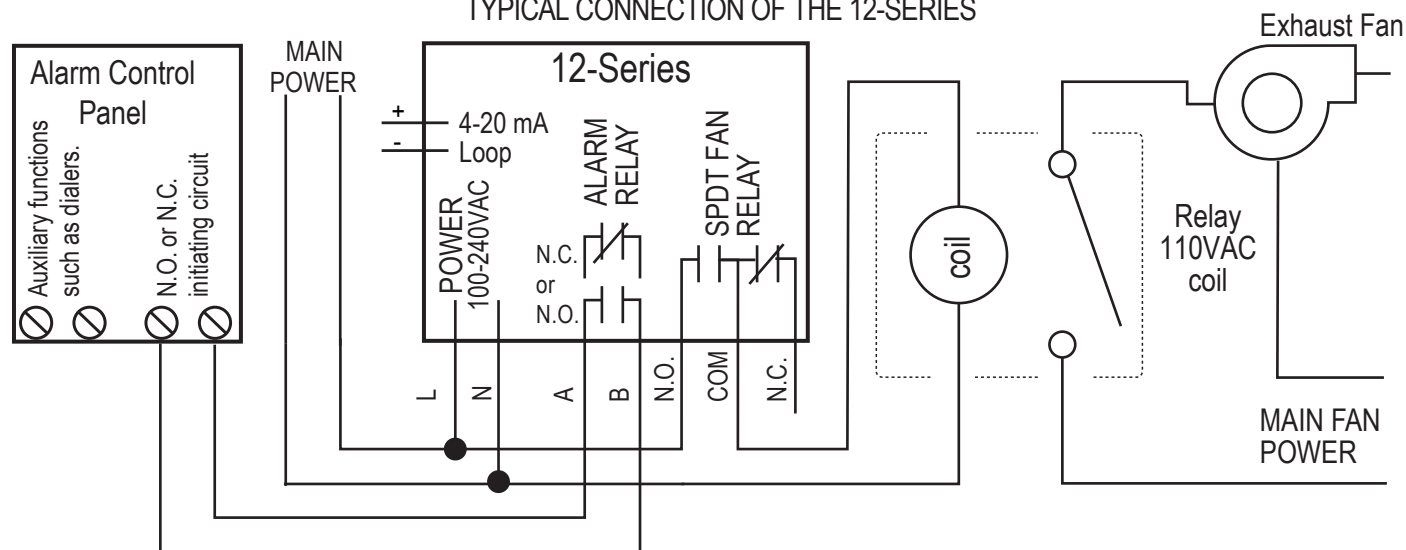 TYPICAL CONNECTION OF THE 12-SERIES
Alarm Control
Panel
Auxiliary functions
such as dialers.
N.O. or N.C.
initiating circuit
MAIN
POWER
12-Series
+
4-20 mA
-
Loop
POWER
100-240VAC
ALARM
RELAY
N.C.
or
N.O.
SPDT FAN
RELAY
L
N
A
B
N.O.
COM
N.C.
coil
Relay
110VAC
coil
Exhaust Fan
MAIN FAN
POWER